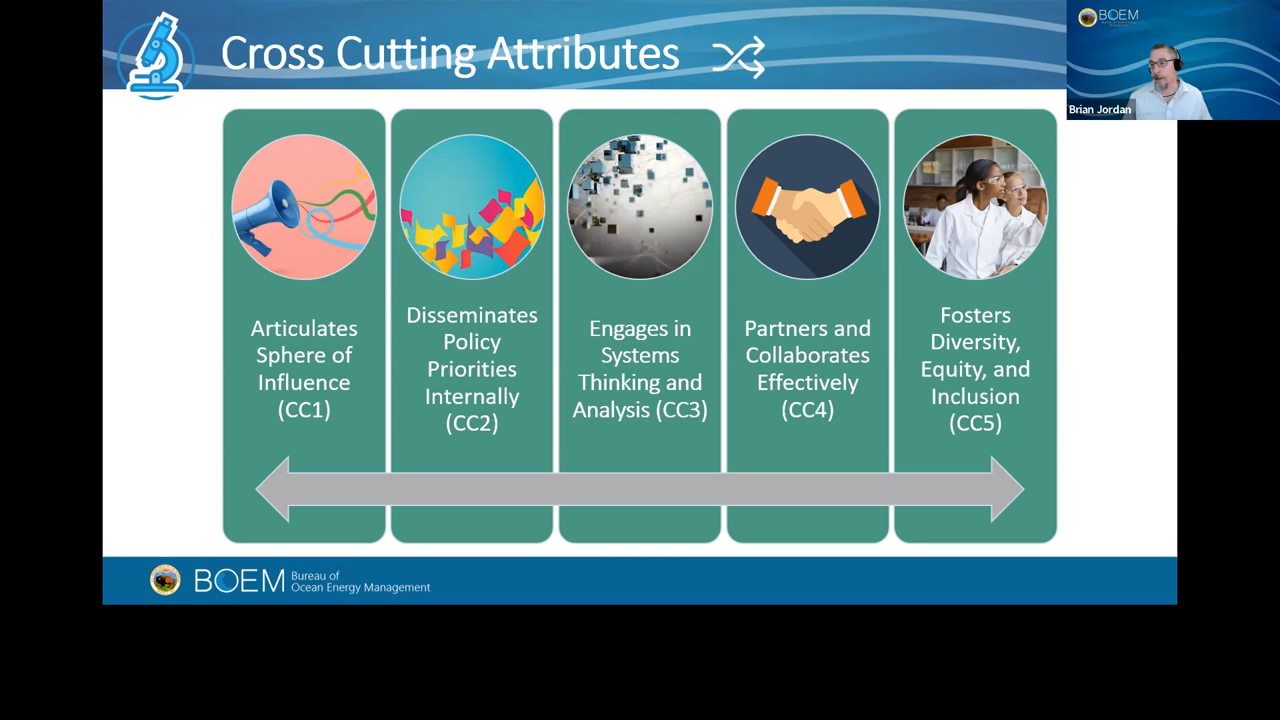 Cross Cutting Attributes
BOEM
Brian Jordan
Articulates
Sphere of
Influence
(CC1)
Disseminates
Policy
Priorities
Internally
(CC2)
Engages in
Systems
Thinking and
Analysis (CC3)
Partners and
Collaborates
Effectively
(CC4)
Fosters
Diversity,
Equity, and
Inclusion
(CC5)
BOEM
Bureau of
Ocean Energy Management